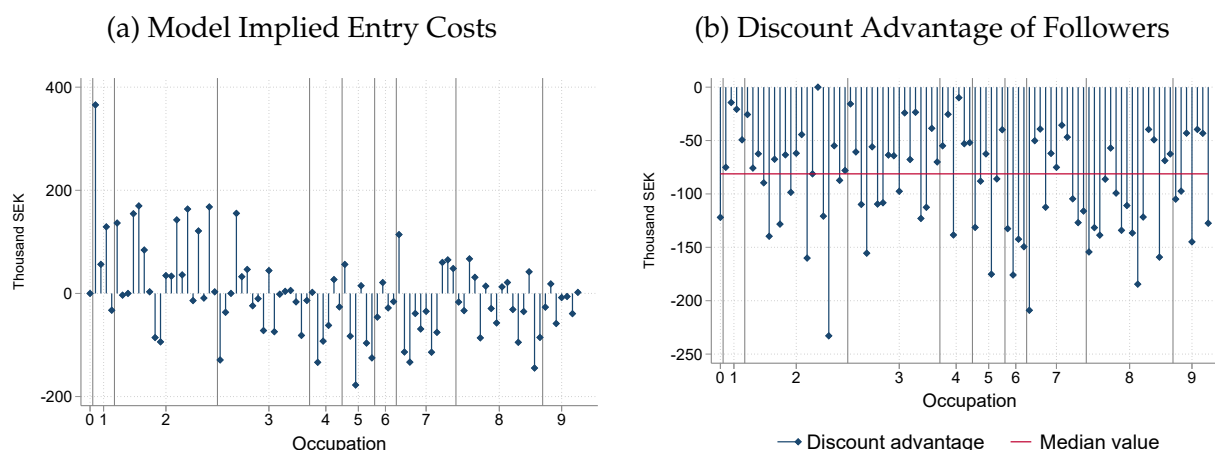 (a) Model Implied Entry Costs
400
200
0
-200
Thousand SEK
0 1 2 3 4 5 6 7 8 9
Occupation
(b) Discount Advantage of Followers
0
-50
-100
-150
-200
-250
Thousand SEK
0 1 2 3 4 5 6 7 8 9
Occupation
Discount advantage Median value